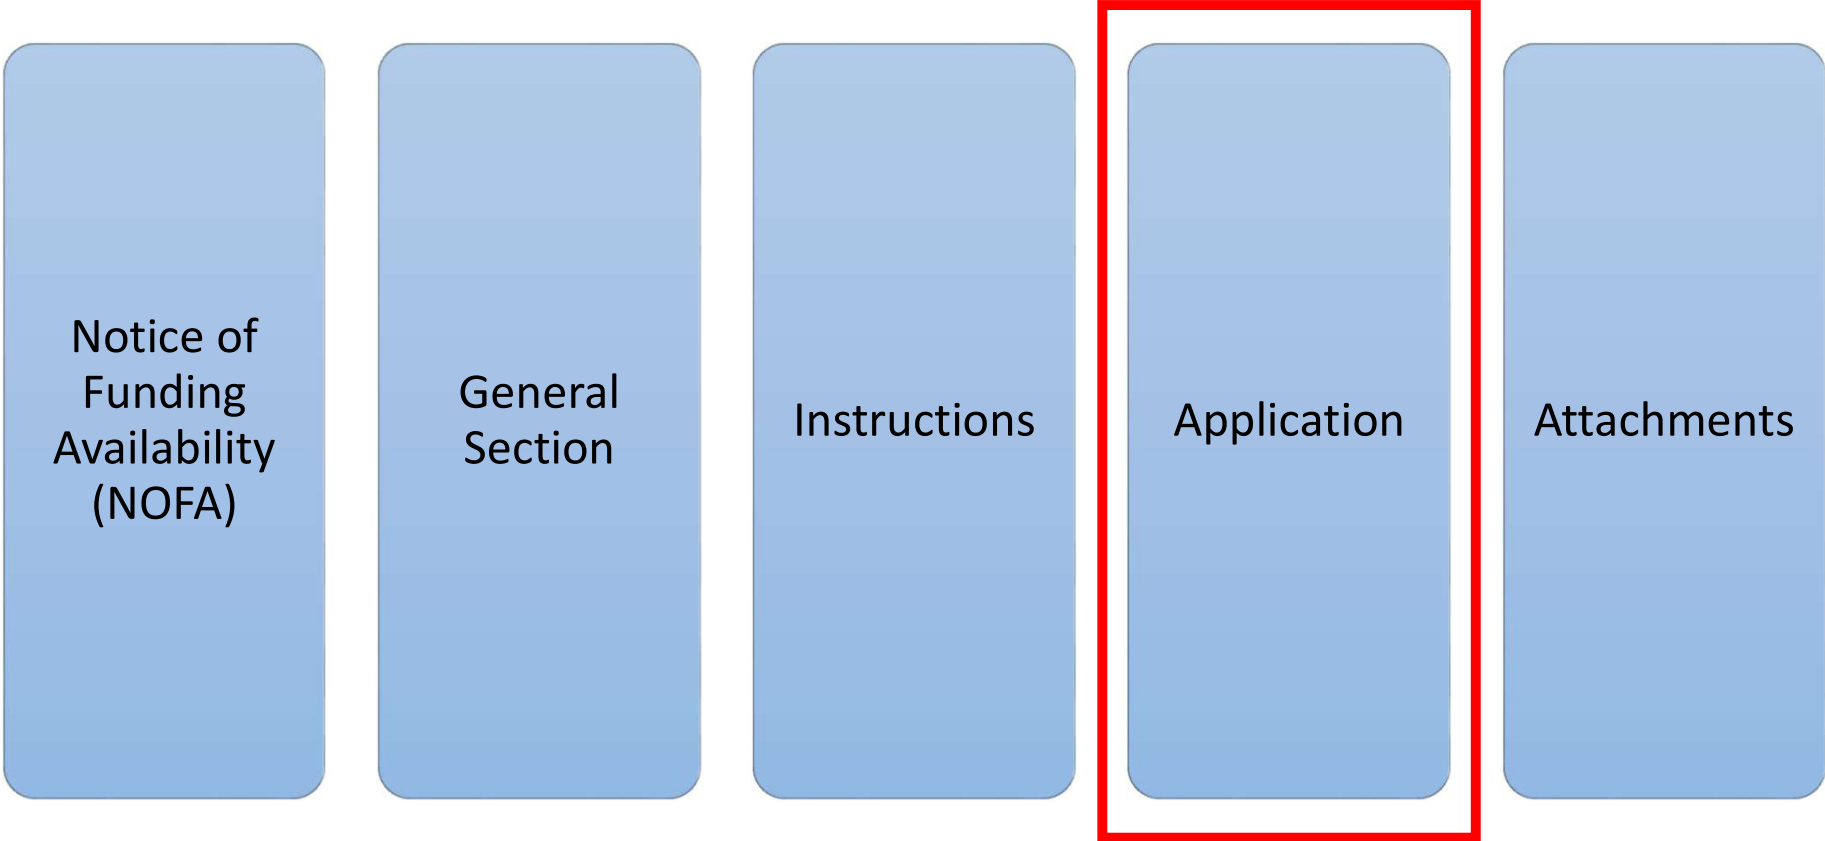 Notice of
Funding
Availability
(NOFA)
General
Section
Instructions
Application
Attachments